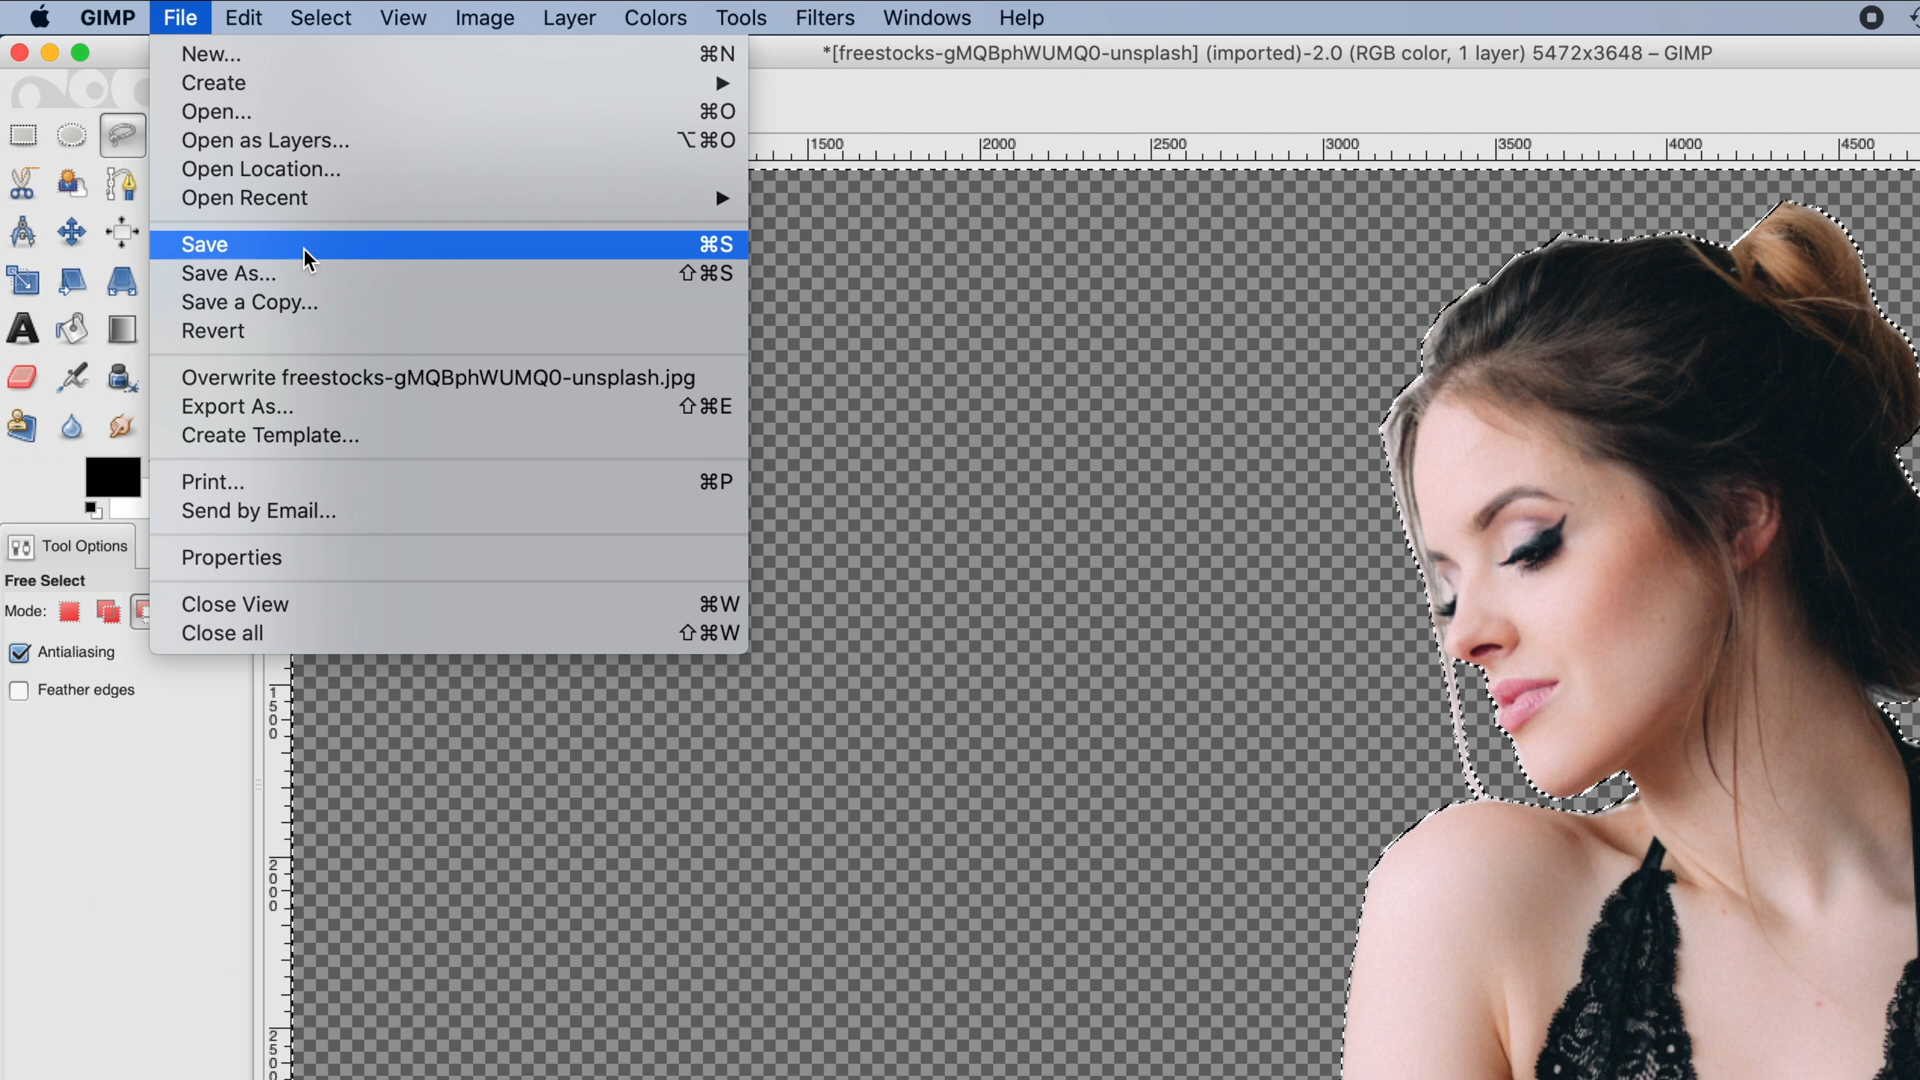 GIMP File Edit Select View Image Layer Colors Tools Filters Windows Help
*[freestocks-gMQBphWUMQ0-unsplash] (imported)-2.0 (RGB color, 1 layer) 5472x3648 – GIMP
New... ⌘N
Create ▶
Open... ⌘O
Open as Layers... ⌥⌘O
Open Location...
Open Recent ▶
Save ⌘S
Save As... ⇧⌘S
Save a Copy...
Revert
Overwrite freestocks-gMQBphWUMQ0-unsplash.jpg
Export As... ⇧⌘E
Create Template...
Print... ⌘P
Send by Email...
Properties
Close View ⌘W
Close all ⇧⌘W
1500 2000 2500 3000 3500 4000 4500
Tool Options
Free Select
Mode:
Antialiasing
Feather edges
150
200
250